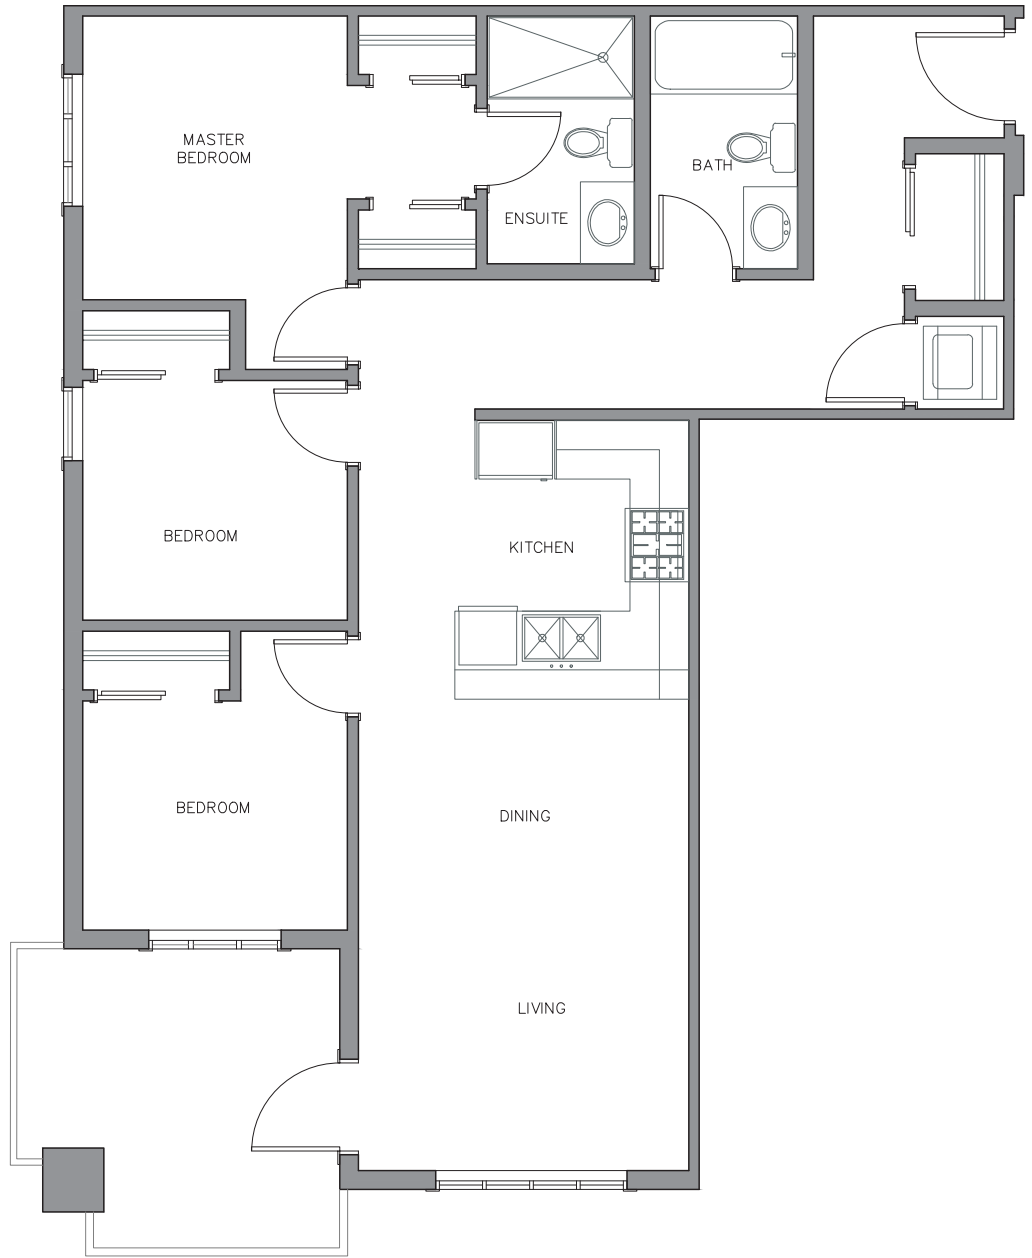 MASTER
BEDROOM
BATH
ENSUITE
BEDROOM
KITCHEN
BEDROOM
DINING
LIVING